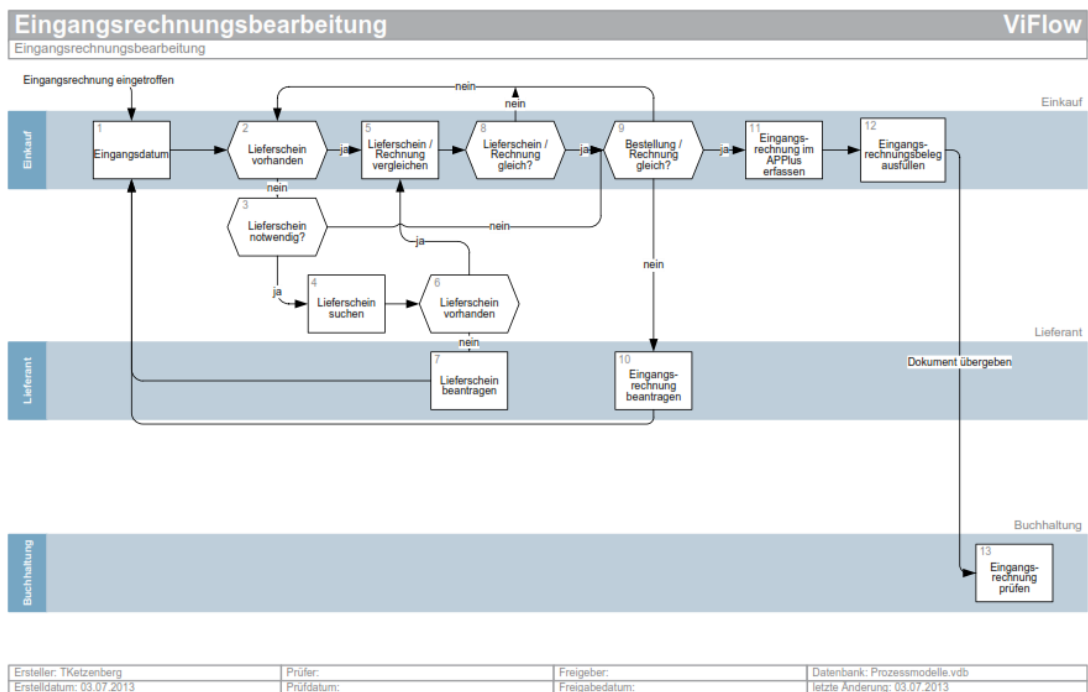 Eingangsrechnungsbearbeitung
ViFlow
Eingangsrechnungsbearbeitung
Eingangsrechnung eingetroffen
nein
nein
Einkauf
Einkauf
1
Eingangsdatum
2
Lieferschein
vorhanden
ja
5
Lieferschein /
Rechnung
vergleichen
8
Lieferschein /
Rechnung
gleich?
ja
9
Bestellung /
Rechnung
gleich?
ja
11
Eingangs-
rechnung im
APPlus
erfassen
12
Eingangs-
rechnungsbeleg
ausfüllen
nein
3
Lieferschein
notwendig?
nein
ja
nein
ja
4
Lieferschein
suchen
6
Lieferschein
vorhanden
nein
Lieferant
Lieferant
7
Lieferschein
beantragen
10
Eingangs-
rechnung
beantragen
Dokument übergeben
Buchhaltung
Buchhaltung
13
Eingangs-
rechnung
prüfen
Ersteller: TKetzenberg
Prüfer:
Freigeber:
Datenbank: Prozessmodelle.vdb
Erstelldatum: 03.07.2013
Prüfdatum:
Freigabedatum:
letzte Änderung: 03.07.2013